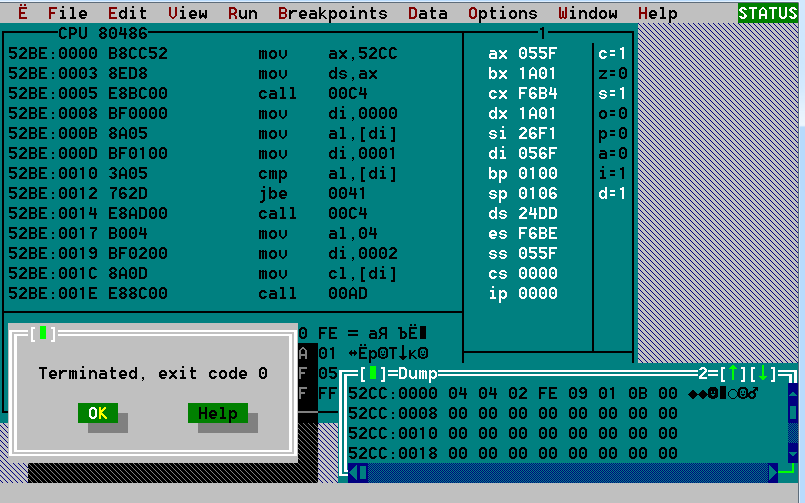 Ë File Edit View Run Breakpoints Data Options Window Help STATUS
CPU 80486 1
52BE:0000 B8CC52 mov ax,52CC ax 055F c=1
52BE:0003 8ED8 mov ds,ax bx 1A01 z=0
52BE:0005 E8BC00 call 00C4 cx F6B4 s=1
52BE:0008 BF0000 mov di,0000 dx 1A01 o=0
52BE:000B 8A05 mov al,[di] si 26F1 p=0
52BE:000D BF0100 mov di,0001 di 056F a=0
52BE:0010 3A05 cmp al,[di] bp 0100 i=1
52BE:0012 762D jbe 0041 sp 0106 d=1
52BE:0014 E8AD00 call 00C4 ds 24DD
52BE:0017 B004 mov al,04 es F6BE
52BE:0019 BF0200 mov di,0002 ss 055F
52BE:001C 8A0D mov cl,[di] cs 0000
52BE:001E E88C00 call 00AD ip 0000
0 FE = аЯ ЪË
A 01 ↔Ëp☺T↓к☺
F 05
F FF
Terminated, exit code 0
OK Help
[▮]=Dump 2=[↑][↓]
52CC:0000 04 04 02 FE 09 01 0B 00 ♦♦☻■○☺♂
52CC:0008 00 00 00 00 00 00 00 00
52CC:0010 00 00 00 00 00 00 00 00
52CC:0018 00 00 00 00 00 00 00 00